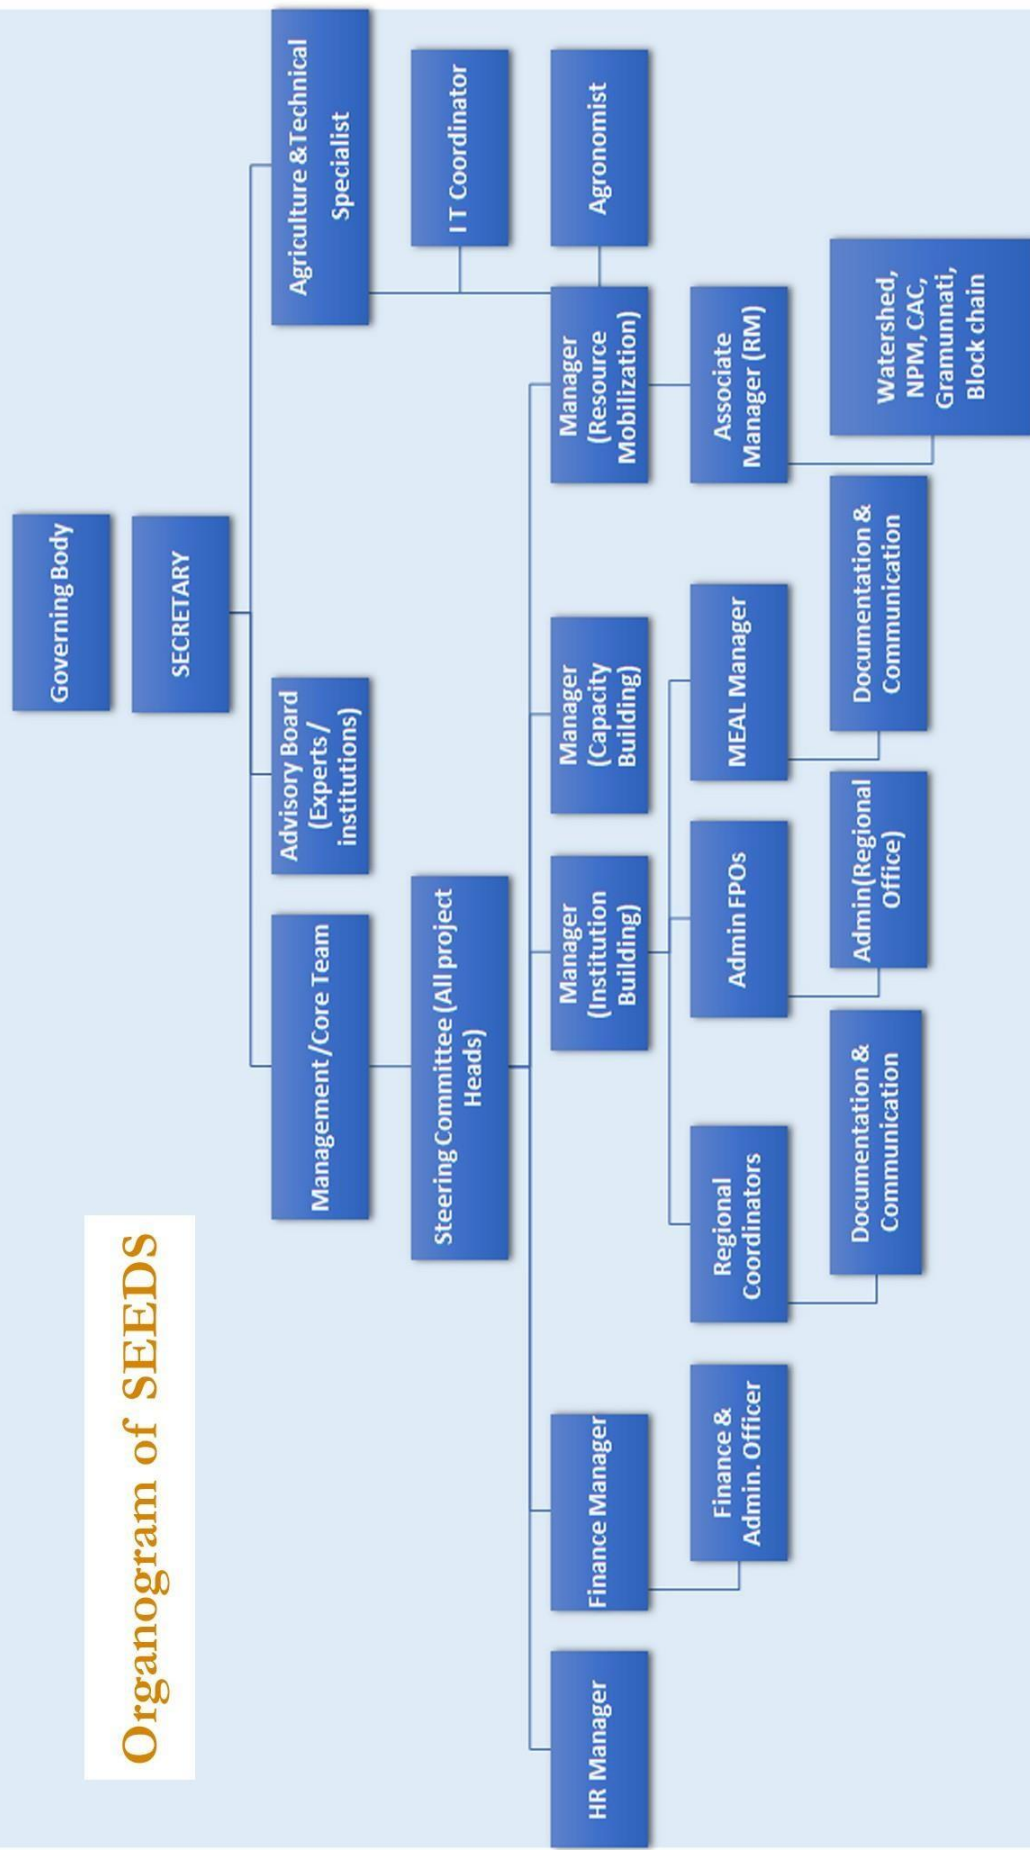 Organogram of SEEDS
Governing Body
SECRETARY
Management /Core Team
Advisory Board
(Experts /
institutions)
Agriculture &Technical
Specialist
Steering Committee (All project
Heads)
I T Coordinator
HR Manager
Finance Manager
Manager
(Institution
Building)
Manager
(Capacity
Building)
Manager
(Resource
Mobilization)
Agronomist
Finance &
Admin. Officer
Regional
Coordinators
Admin FPOs
MEAL Manager
Associate
Manager (RM)
Documentation &
Communication
Admin(Regional
Office)
Documentation &
Communication
Watershed,
NPM, CAC,
Gramunnati,
Block chain